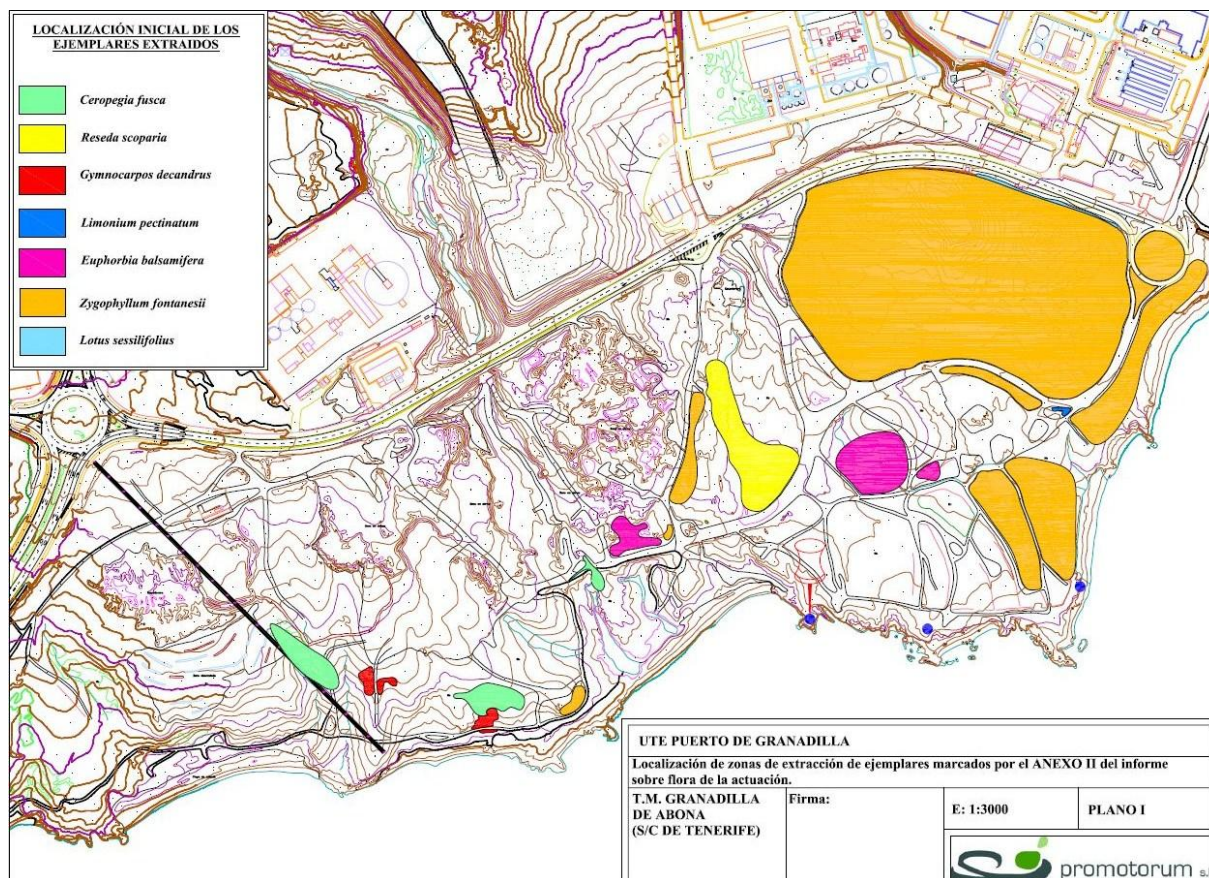 LOCALIZACIÓN INICIAL DE LOS
EJEMPLARES EXTRAIDOS
Ceropegia fusca
Reseda scoparia
Gymnocarpos decandrus
Limonium pectinatum
Euphorbia balsamifera
Zygophyllum fontanesii
Lotus sessilifolius
UTE PUERTO DE GRANADILLA
Localización de zonas de extracción de ejemplares marcados por el ANEXO II del informe
sobre flora de la actuación.
T.M. GRANADILLA
DE ABONA
(S/C DE TENERIFE)
Firma:
E: 1:3000
PLANO I
promotorum